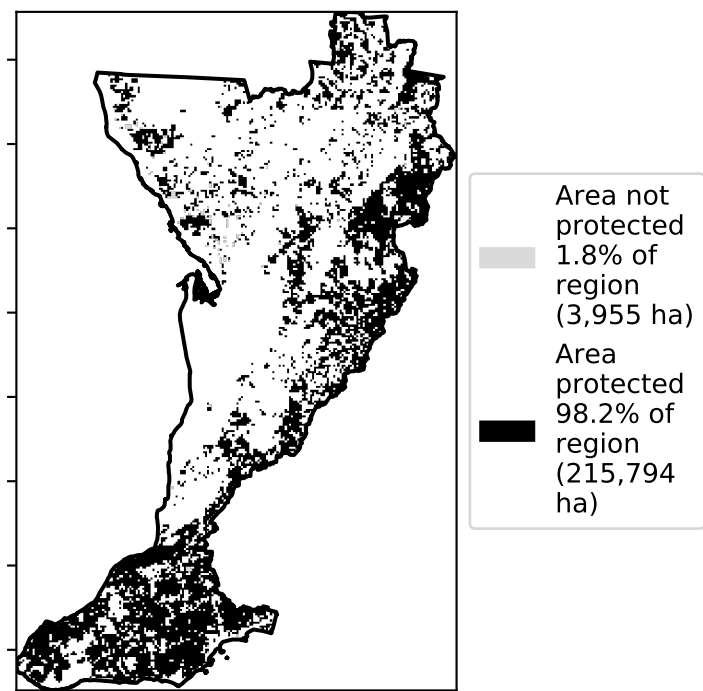 Area not
protected
1.8% of
region
(3,955 ha)
Area
protected
98.2% of
region
(215,794
ha)